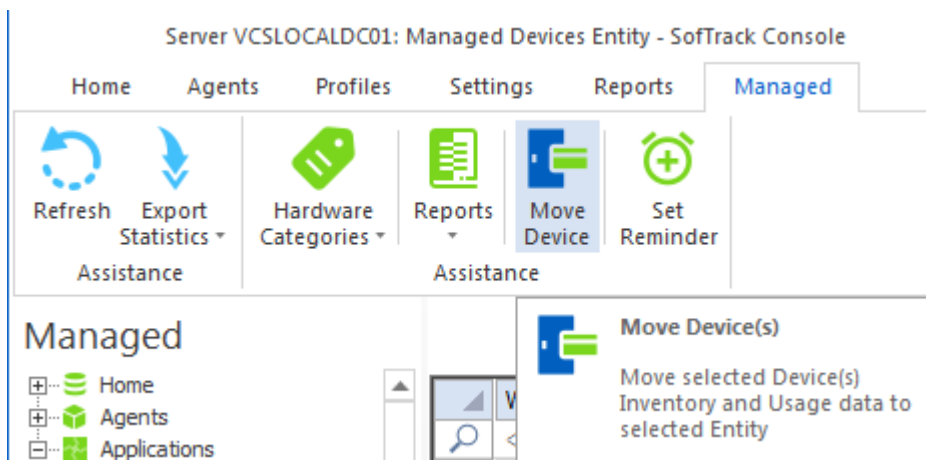 Server VCSLOCALDC01: Managed Devices Entity - SofTrack Console
Home Agents Profiles Settings Reports Managed
Refresh Export Hardware Reports Move Set
Statistics Categories Device Reminder
Assistance Assistance
Managed
Move Device(s)
Home
Move selected Device(s)
Agents
Inventory and Usage data to
Applications
selected Entity